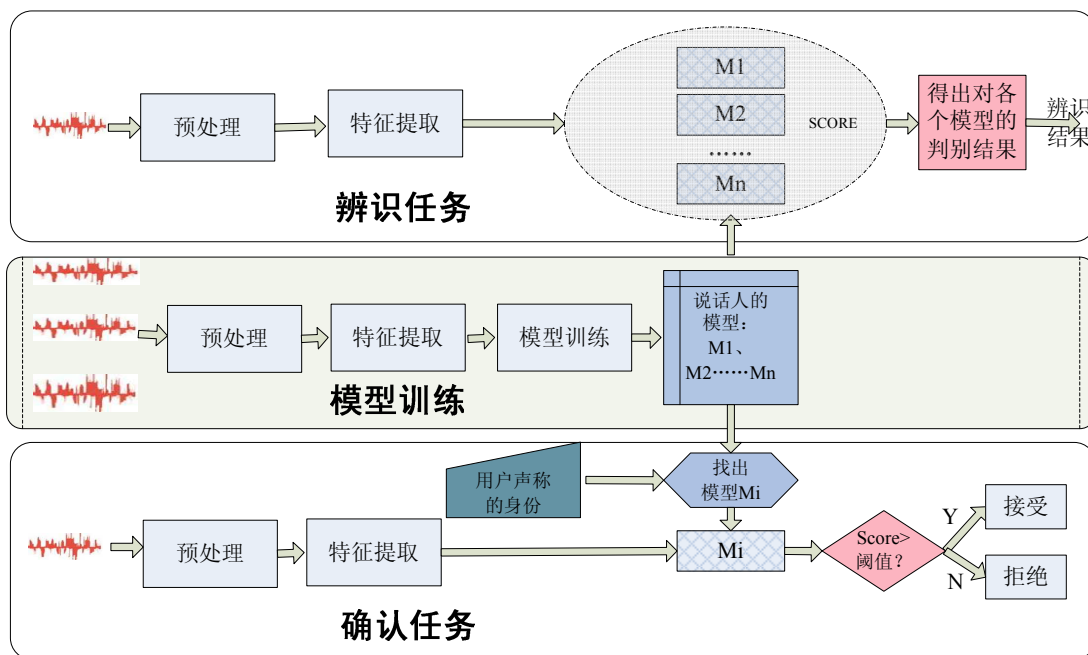 预处理
特征提取
M1
M2
SCORE
……
Mn
得出对各
个模型的
判别结果
辨识
结果
辨识任务
预处理
特征提取
模型训练
说话人的
模型：
M1、
M2……Mn
模型训练
用户声称
的身份
找出
模型Mi
预处理
特征提取
Mi
Score>
阈值？
Y
接受
N
拒绝
确认任务